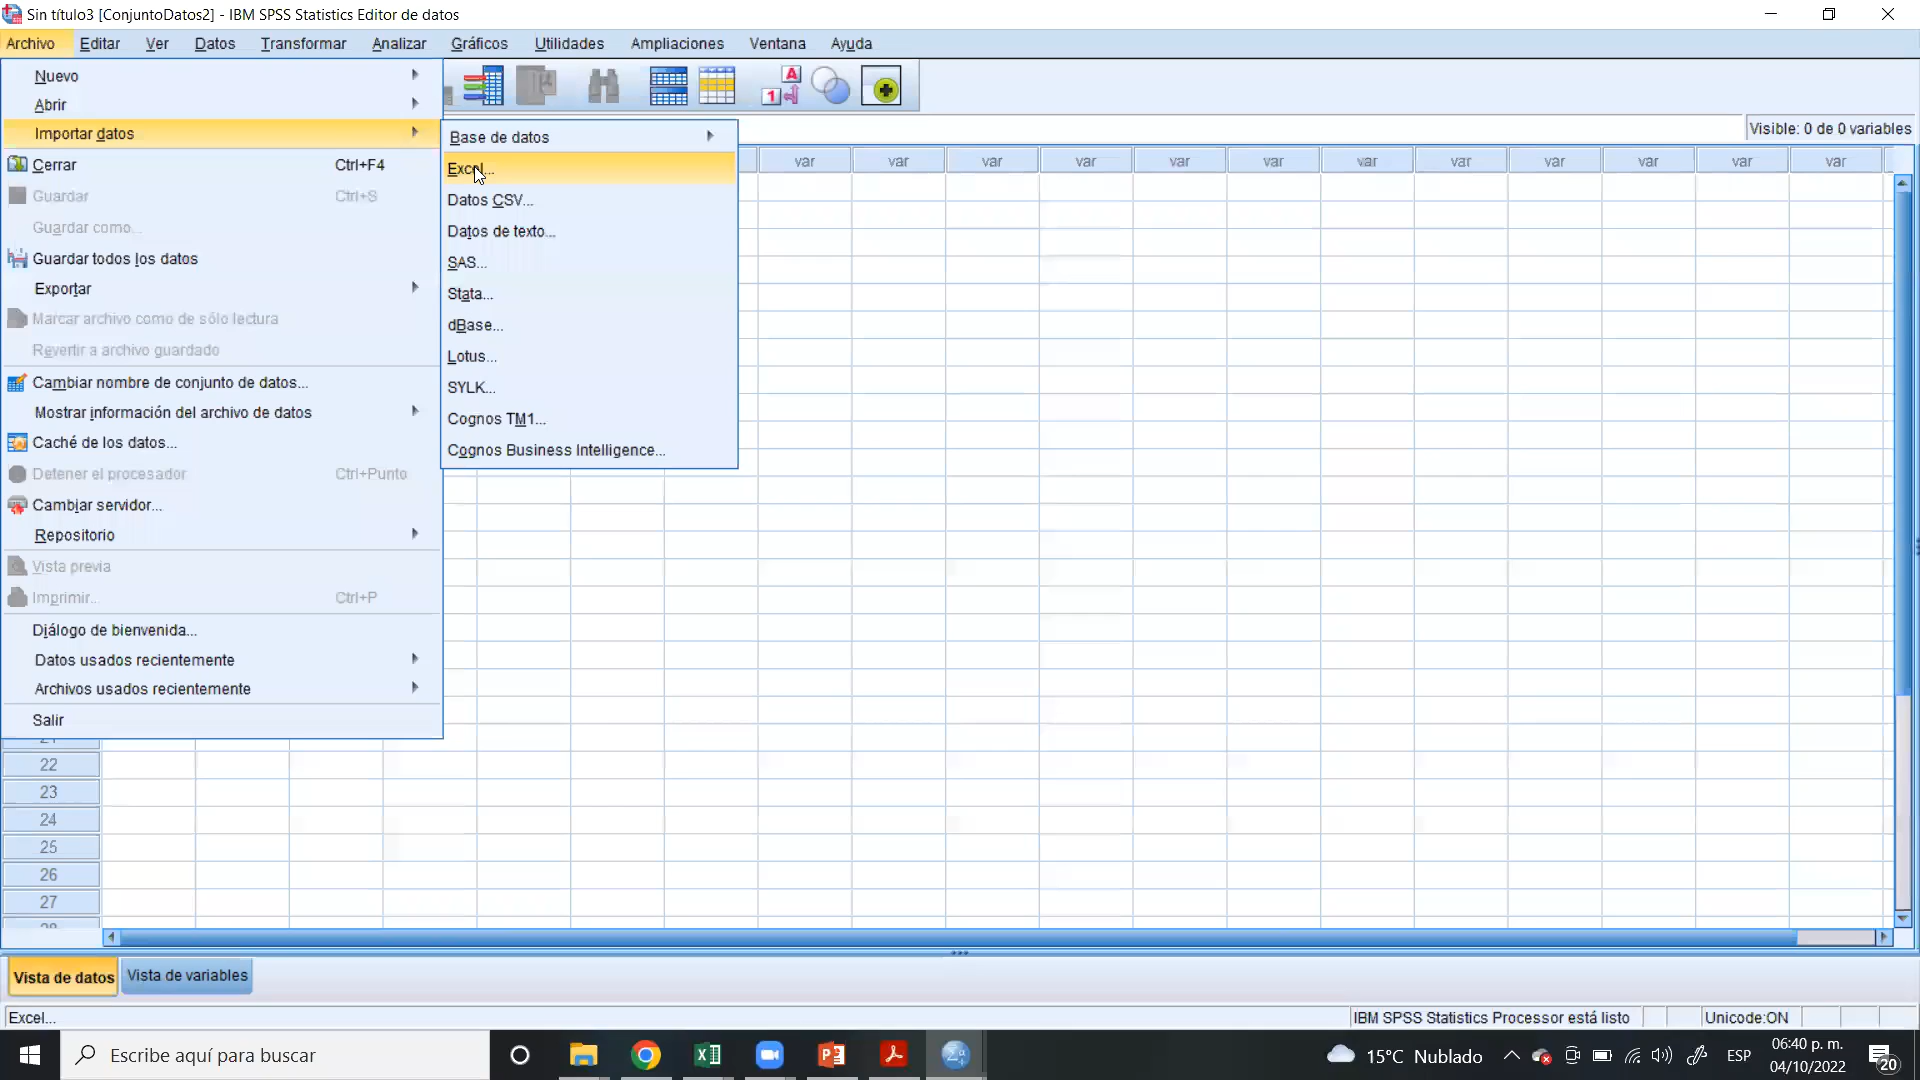 Sin título3 [ConjuntoDatos2] - IBM SPSS Statistics Editor de datos
Archivo Editar Ver Datos Transformar Analizar Gráficos Utilidades Ampliaciones Ventana Ayuda
Nuevo
Abrir
Importar datos
Cerrar Ctrl+F4
Guardar Ctrl+S
Guardar como...
Guardar todos los datos
Exportar
Marcar archivo como de sólo lectura
Revertir a archivo guardado
Cambiar nombre de conjunto de datos...
Mostrar información del archivo de datos
Caché de los datos...
Detener el procesador Ctrl+Punto
Cambiar servidor...
Repositorio
Vista previa
Imprimir... Ctrl+P
Diálogo de bienvenida...
Datos usados recientemente
Archivos usados recientemente
Salir
Base de datos
Excel...
Datos CSV...
Datos de texto...
SAS...
Stata...
dBase...
Lotus...
SYLK...
Cognos TM1...
Cognos Business Intelligence...
A
1
Visible: 0 de 0 variables
var var var var var var var var var var var var
22
23
24
25
26
27
28
Vista de datos Vista de variables
Excel... IBM SPSS Statistics Processor está listo Unicode:ON
Escribe aquí para buscar
15°C Nublado
ESP
06:40 p. m.
04/10/2022
20